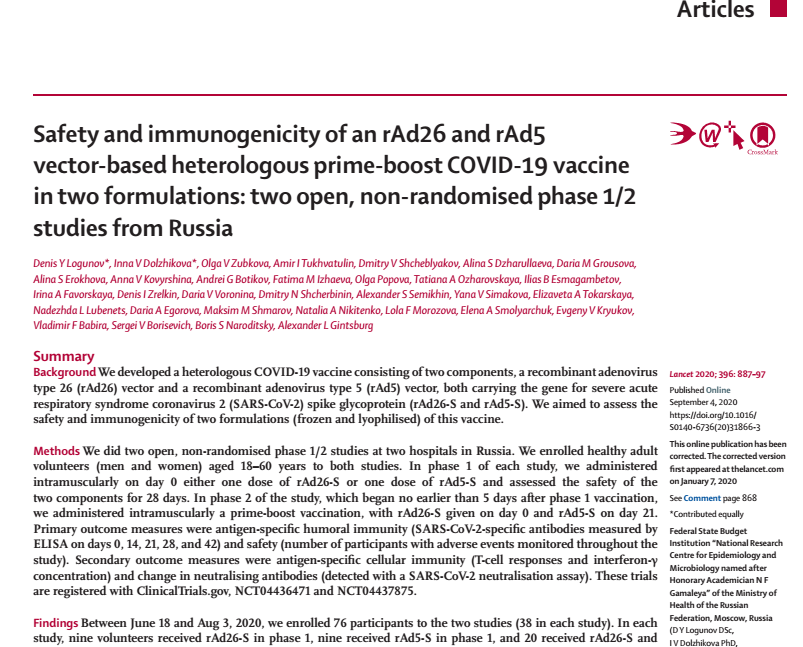 Articles
Safety and immunogenicity of an rAd26 and rAd5
vector-based heterologous prime-boost COVID-19 vaccine
in two formulations: two open, non-randomised phase 1/2
studies from Russia
CrossMark
Denis Y Logunov*, Inna V Dolzhikova*, Olga V Zubkova, Amir I Tukhvatulin, Dmitry V Shcheblyakov, Alina S Dzharullaeva, Daria M Grousova,
Alina S Erokhova, Anna V Kovyrshina, Andrei G Botikov, Fatima M Izhaeva, Olga Popova, Tatiana A Ozharovskaya, Ilias B Esmagambetov,
Irina A Favorskaya, Denis I Zrelkin, Daria V Voronina, Dmitry N Shcherbinin, Alexander S Semikhin, Yana V Simakova, Elizaveta A Tokarskaya,
Nadezhda L Lubenets, Daria A Egorova, Maksim M Shmarov, Natalia A Nikitenko, Lola F Morozova, Elena A Smolyarchuk, Evgeny V Kryukov,
Vladimir F Babira, Sergei V Borisevich, Boris S Naroditsky, Alexander L Gintsburg
Summary
Background We developed a heterologous COVID-19 vaccine consisting of two components, a recombinant adenovirus
type 26 (rAd26) vector and a recombinant adenovirus type 5 (rAd5) vector, both carrying the gene for severe acute
respiratory syndrome coronavirus 2 (SARS-CoV-2) spike glycoprotein (rAd26-S and rAd5-S). We aimed to assess the
safety and immunogenicity of two formulations (frozen and lyophilised) of this vaccine.
Methods We did two open, non-randomised phase 1/2 studies at two hospitals in Russia. We enrolled healthy adult
volunteers (men and women) aged 18–60 years to both studies. In phase 1 of each study, we administered
intramuscularly on day 0 either one dose of rAd26-S or one dose of rAd5-S and assessed the safety of the
two components for 28 days. In phase 2 of the study, which began no earlier than 5 days after phase 1 vaccination,
we administered intramuscularly a prime-boost vaccination, with rAd26-S given on day 0 and rAd5-S on day 21.
Primary outcome measures were antigen-specific humoral immunity (SARS-CoV-2-specific antibodies measured by
ELISA on days 0, 14, 21, 28, and 42) and safety (number of participants with adverse events monitored throughout the
study). Secondary outcome measures were antigen-specific cellular immunity (T-cell responses and interferon-γ
concentration) and change in neutralising antibodies (detected with a SARS-CoV-2 neutralisation assay). These trials
are registered with ClinicalTrials.gov, NCT04436471 and NCT04437875.
Findings Between June 18 and Aug 3, 2020, we enrolled 76 participants to the two studies (38 in each study). In each
study, nine volunteers received rAd26-S in phase 1, nine received rAd5-S in phase 1, and 20 received rAd26-S and
Lancet 2020; 396: 887–97
Published Online
September 4, 2020
https://doi.org/10.1016/
S0140-6736(20)31866-3
This online publication has been
corrected. The corrected version
first appeared at thelancet.com
on January 7, 2020
See Comment page 868
*Contributed equally
Federal State Budget
Institution "National Research
Centre for Epidemiology and
Microbiology named after
Honorary Academician N F
Gamaleya" of the Ministry of
Health of the Russian
Federation, Moscow, Russia
(D Y Logunov DSc,
I V Dolzhikova PhD,